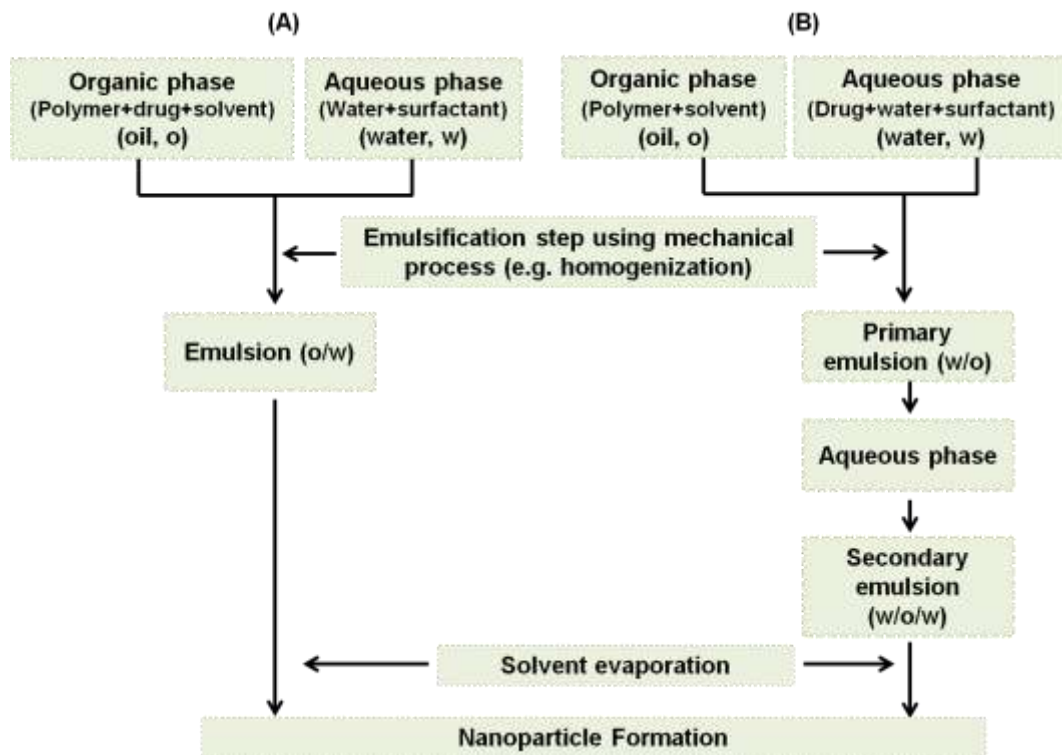 (A)
(B)
Organic phase
(Polymer+drug+solvent)
(oil, o)
Aqueous phase
(Water+surfactant)
(water, w)
Organic phase
(Polymer+solvent)
(oil, o)
Aqueous phase
(Drug+water+surfactant)
(water, w)
Emulsification step using mechanical
process (e.g. homogenization)
Emulsion (o/w)
Primary
emulsion (w/o)
Aqueous phase
Secondary
emulsion
(w/o/w)
Solvent evaporation
Nanoparticle Formation